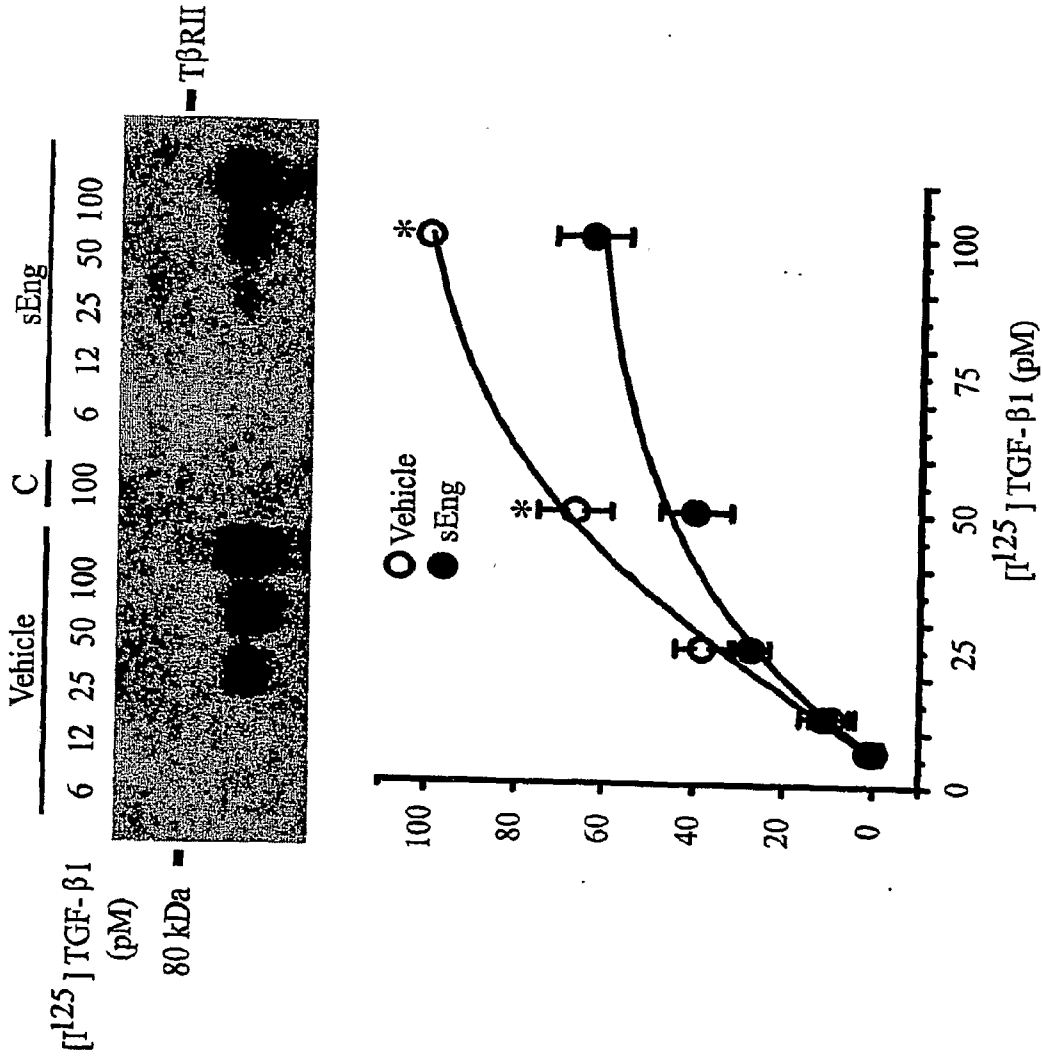 Vehicle C sEng
[I125] TGF-β1 (pM)
6 12 25 50 100 100 6 12 25 50 100
80 kDa
TβRII
Vehicle
sEng
*
*
100
80
60
40
20
0
0 25 50 75 100
[I125] TGF-β1 (pM)